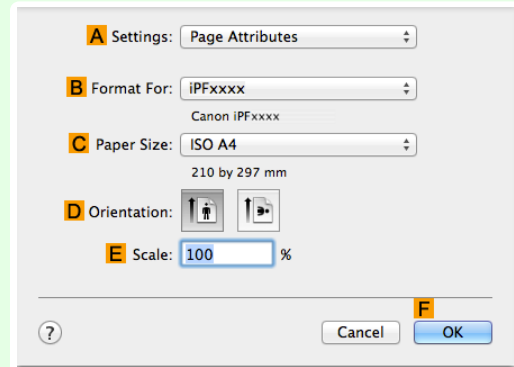 A Settings: Page Attributes
B Format For: iPFxxxx
Canon iPFxxxx
C Paper Size: ISO A4
210 by 297 mm
D Orientation:
E Scale: 100 %
F
? Cancel OK